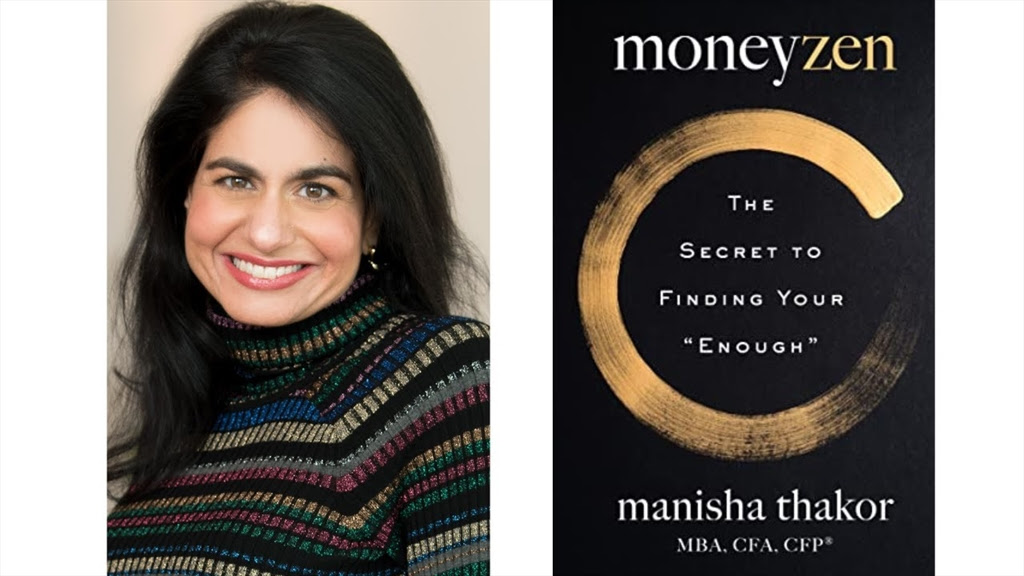 moneyzen
THE
SECRET TO
FINDING YOUR
“ENOUGH”
manisha thakor
MBA, CFA, CFP®